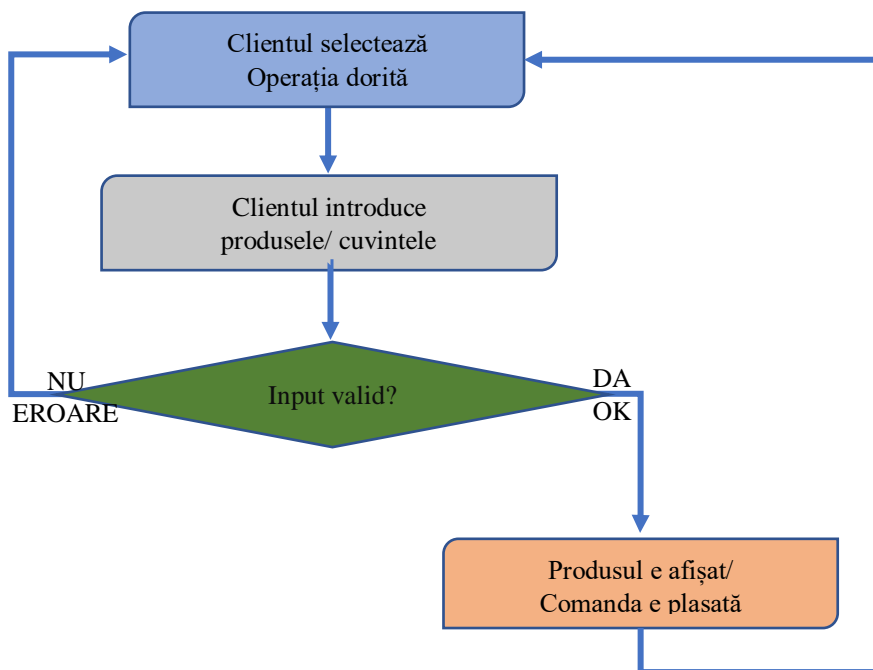 Clientul selectează
Operația dorită
Clientul introduce
produsele/ cuvintele
Input valid?
NU
EROARE
DA
OK
Produsul e afișat/
Comanda e plasată